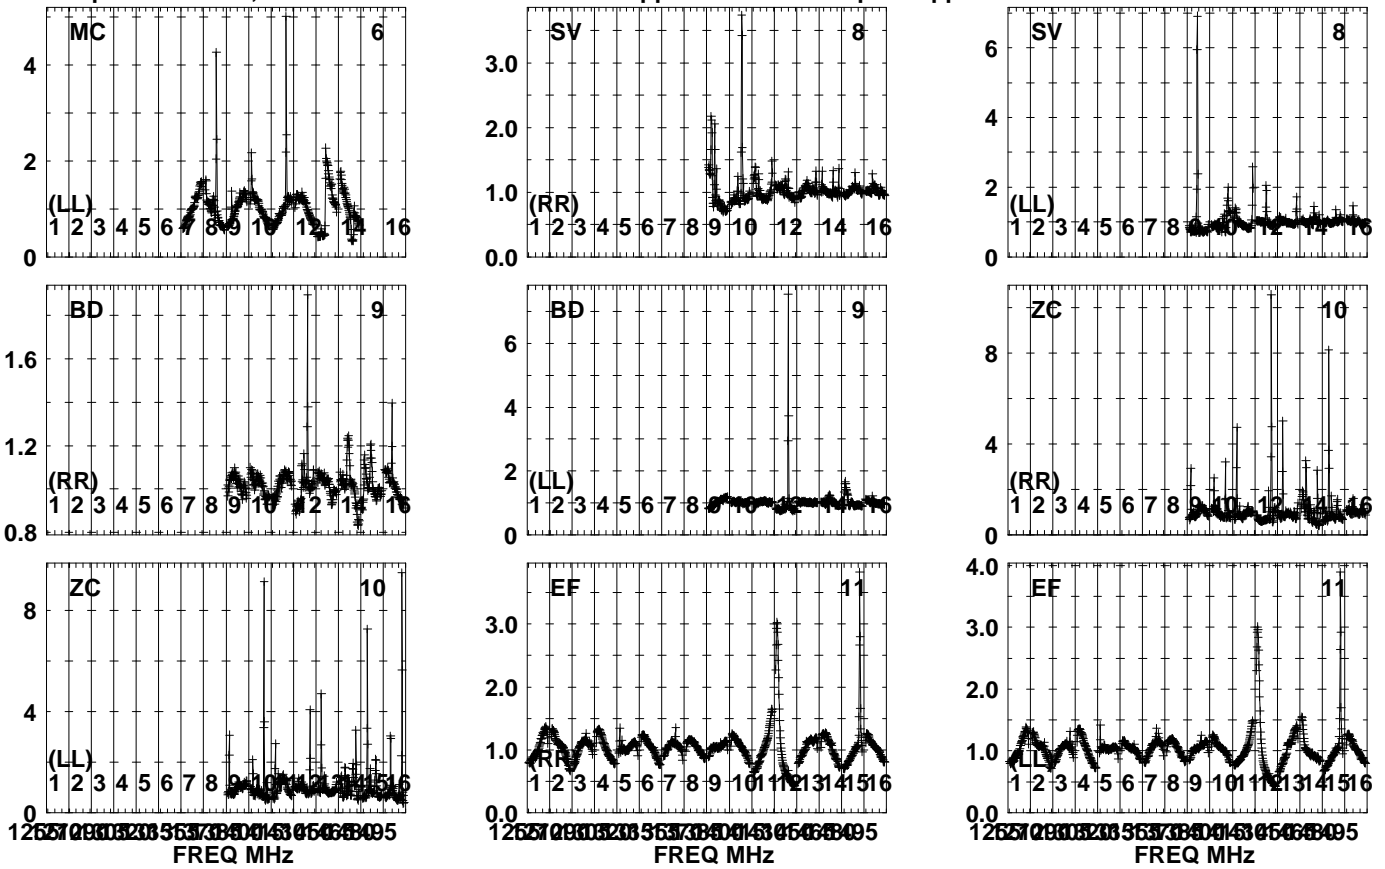 MC 6
4
2
(LL)
1 2 3 4 5 6 7 8 9 10 12 14 16
0
SV 8
3.0
2.0
1.0
(RR)
1 2 3 4 5 6 7 8 9 10 12 14 16
0.0
SV 8
6
4
2
(LL)
1 2 3 4 5 6 7 8 9 10 12 14 16
0
BD 9
1.6
1.2
(RR)
1 2 3 4 5 6 7 8 9 10 12 14 16
0.8
BD 9
6
4
2
(LL)
1 2 3 4 5 6 7 8 9 10 12 14 16
0
ZC 10
8
4
(RR)
1 2 3 4 5 6 7 8 9 10 12 14 16
0
ZC 10
8
4
(LL)
1 2 3 4 5 6 7 8 9 10 11 12 13 14 15 16
0
FREQ MHz
EF 11
3.0
2.0
1.0
(RR)
1 2 3 4 5 6 7 8 9 10 11 12 13 14 15 16
0.0
FREQ MHz
EF 11
4.0
3.0
2.0
1.0
(LL)
1 2 3 4 5 6 7 8 9 10 11 12 13 14 15 16
0.0
FREQ MHz